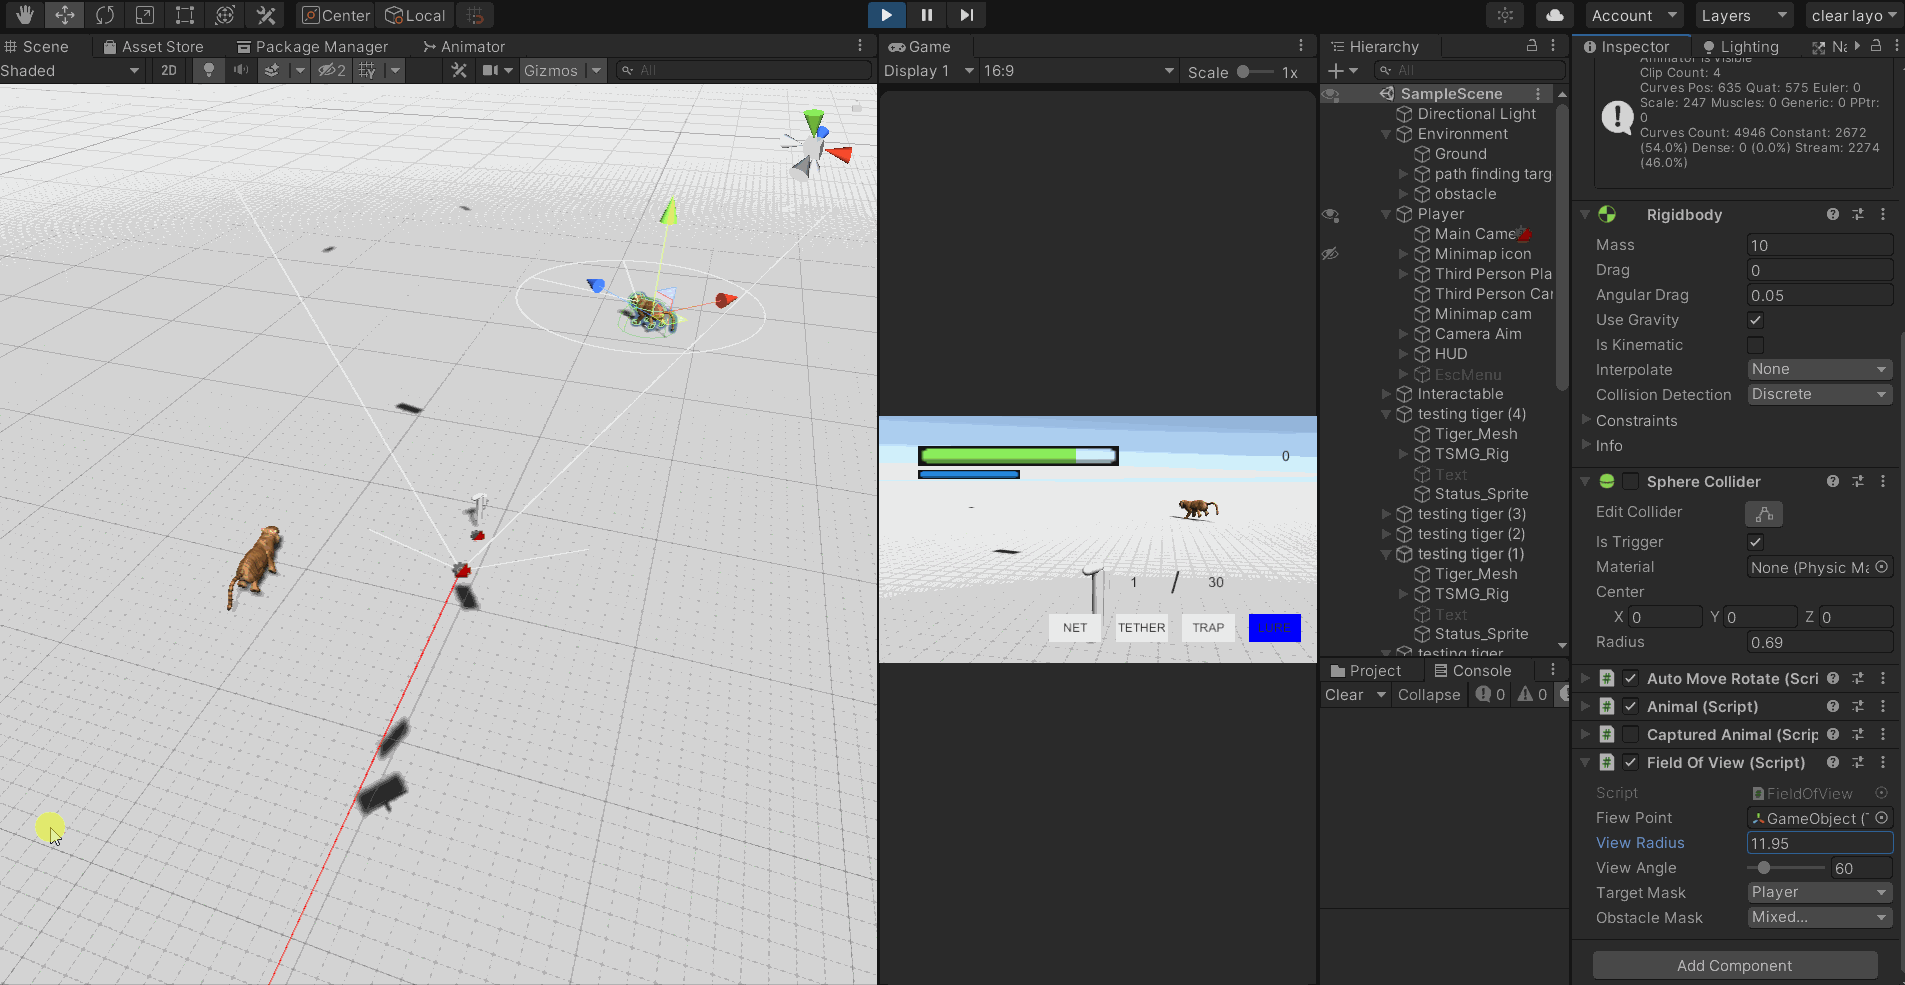 Center
Local
Account
Layers
clear layo
Scene
Asset Store
Package Manager
Animator
Shaded
2D
2
Gizmos
All
Game
Display 1
16:9
Scale
1x
0
1
/
30
NET
TETHER
TRAP
LURE
Hierarchy
All
SampleScene
Directional Light
Environment
Ground
path finding targ
obstacle
Player
Main Came
Minimap icon
Third Person Pla
Third Person Car
Minimap cam
Camera Aim
HUD
EscMenu
Interactable
testing tiger (4)
Tiger_Mesh
TSMG_Rig
Text
Status_Sprite
testing tiger (3)
testing tiger (2)
testing tiger (1)
Tiger_Mesh
TSMG_Rig
Text
Status_Sprite
testing tiger
Project
Console
Clear
Collapse
0
0
Inspector
Lighting
Na
Animator is visible
Clip Count: 4
Curves Pos: 635 Quat: 575 Euler: 0
Scale: 247 Muscles: 0 Generic: 0 PPtr:
0
Curves Count: 4946 Constant: 2672
(54.0%) Dense: 0 (0.0%) Stream: 2274
(46.0%)
Rigidbody
Mass 10
Drag 0
Angular Drag 0.05
Use Gravity
Is Kinematic
Interpolate None
Collision Detection Discrete
Constraints
Info
Sphere Collider
Edit Collider
Is Trigger
Material None (Physic Ma
Center
X 0 Y 0 Z 0
Radius 0.69
Auto Move Rotate (Scri
Animal (Script)
Captured Animal (Scrip
Field Of View (Script)
Script FieldOfView
Fiew Point GameObject (T
View Radius 11.95
View Angle 60
Target Mask Player
Obstacle Mask Mixed...
Add Component